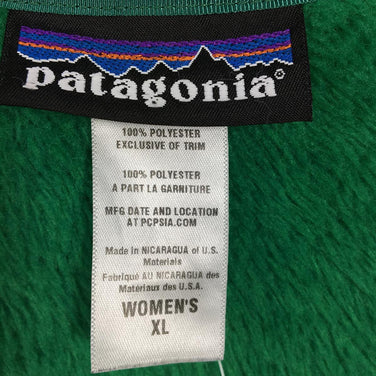 patagonia®
100% POLYESTER
EXCLUSIVE OF TRIM
100% POLYESTER
A PART LA GARNITURE
MFG DATE AND LOCATION
AT PCPSIA.COM
Made in NICARAGUA of U.S.
Materials
Fabriqué AU NICARAGUA des
Matériaux des U.S.A.
WOMEN'S
XL